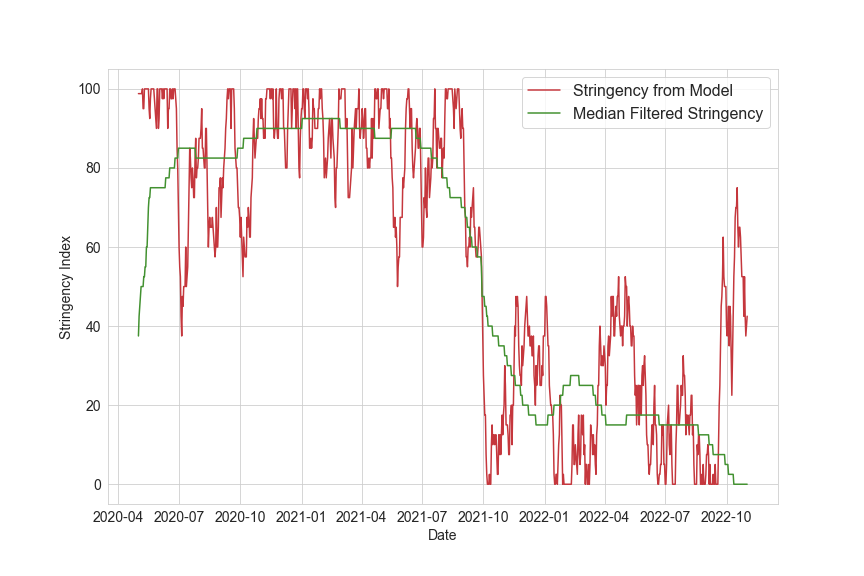 Stringency from Model
Median Filtered Stringency
100
80
60
40
20
0
Stringency Index
2020-04 2020-07 2020-10 2021-01 2021-04 2021-07 2021-10 2022-01 2022-04 2022-07 2022-10
Date